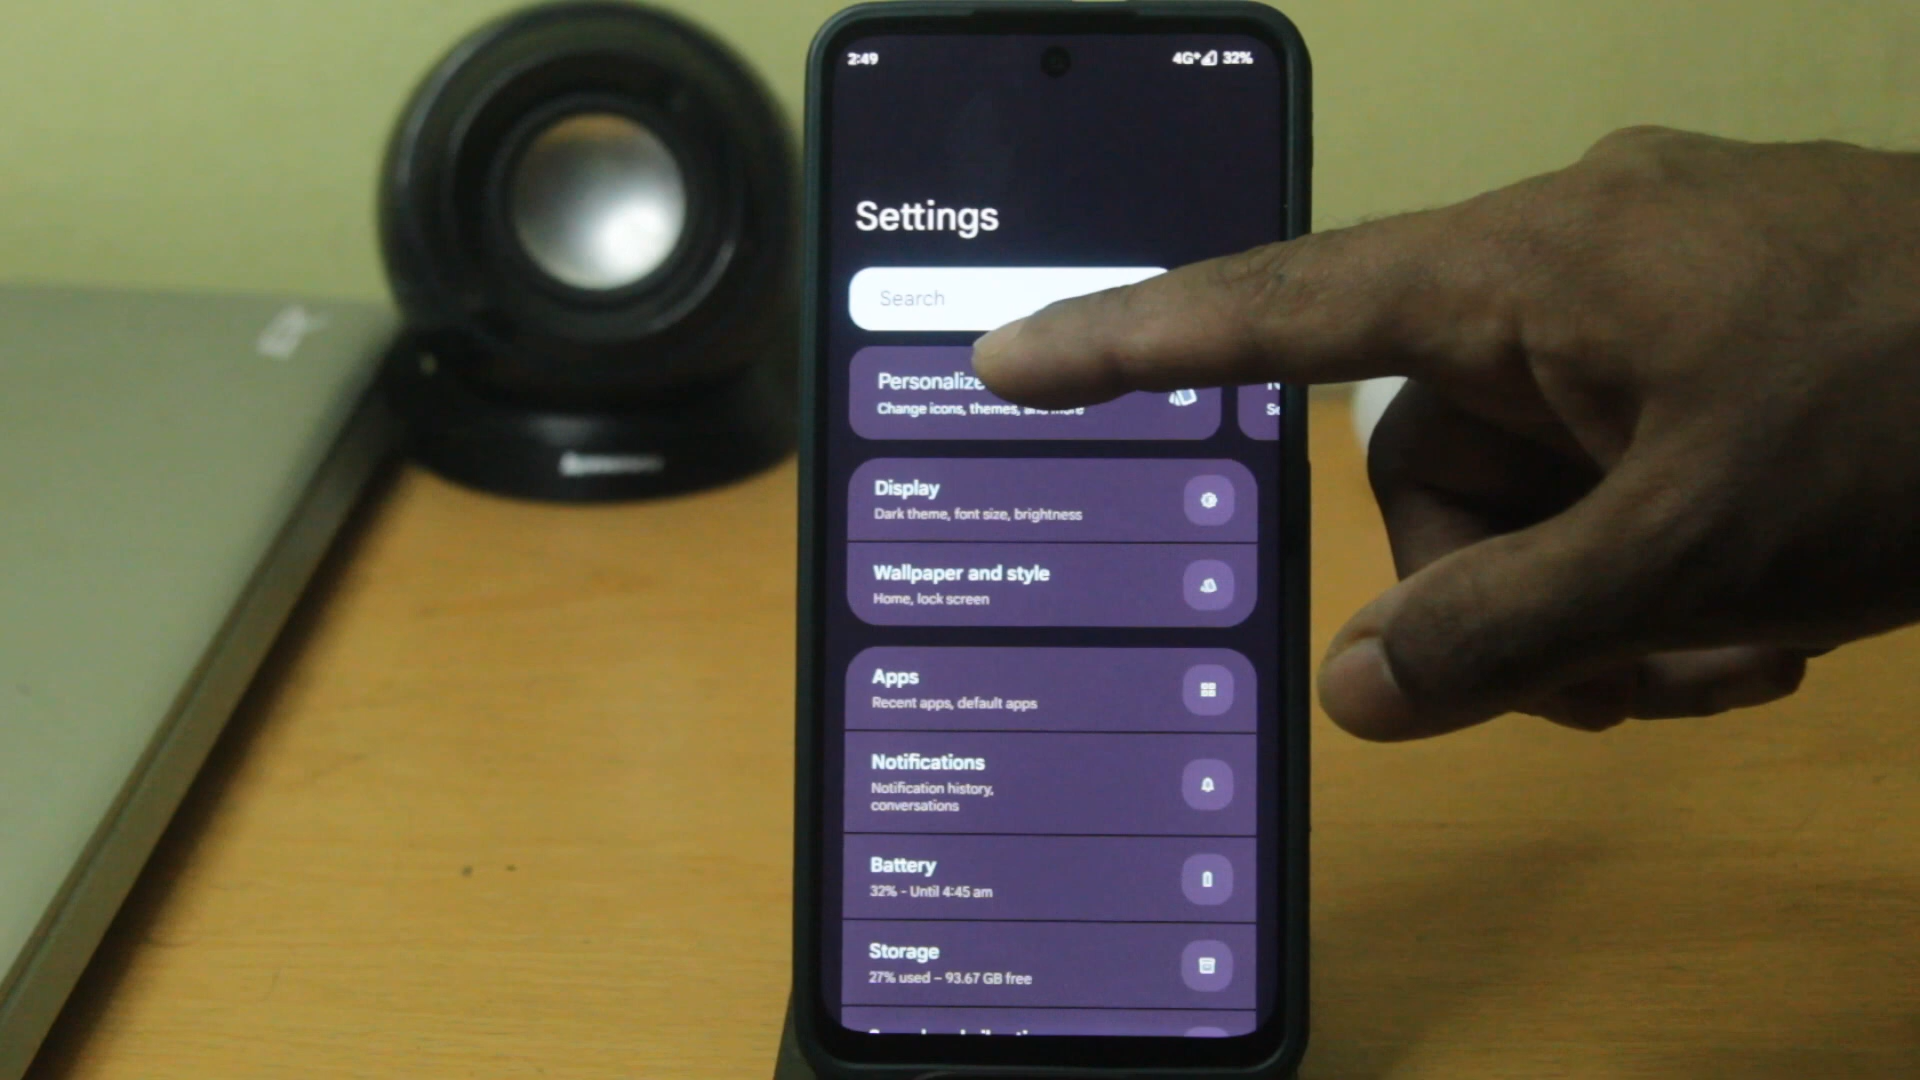 2:49
4G+ 32%
Settings
Search
Personalize
Change icons, themes, and more
Display
Dark theme, font size, brightness
Wallpaper and style
Home, lock screen
Apps
Recent apps, default apps
Notifications
Notification history,
conversations
Battery
32% - Until 4:45 am
Storage
27% used – 93.67 GB free